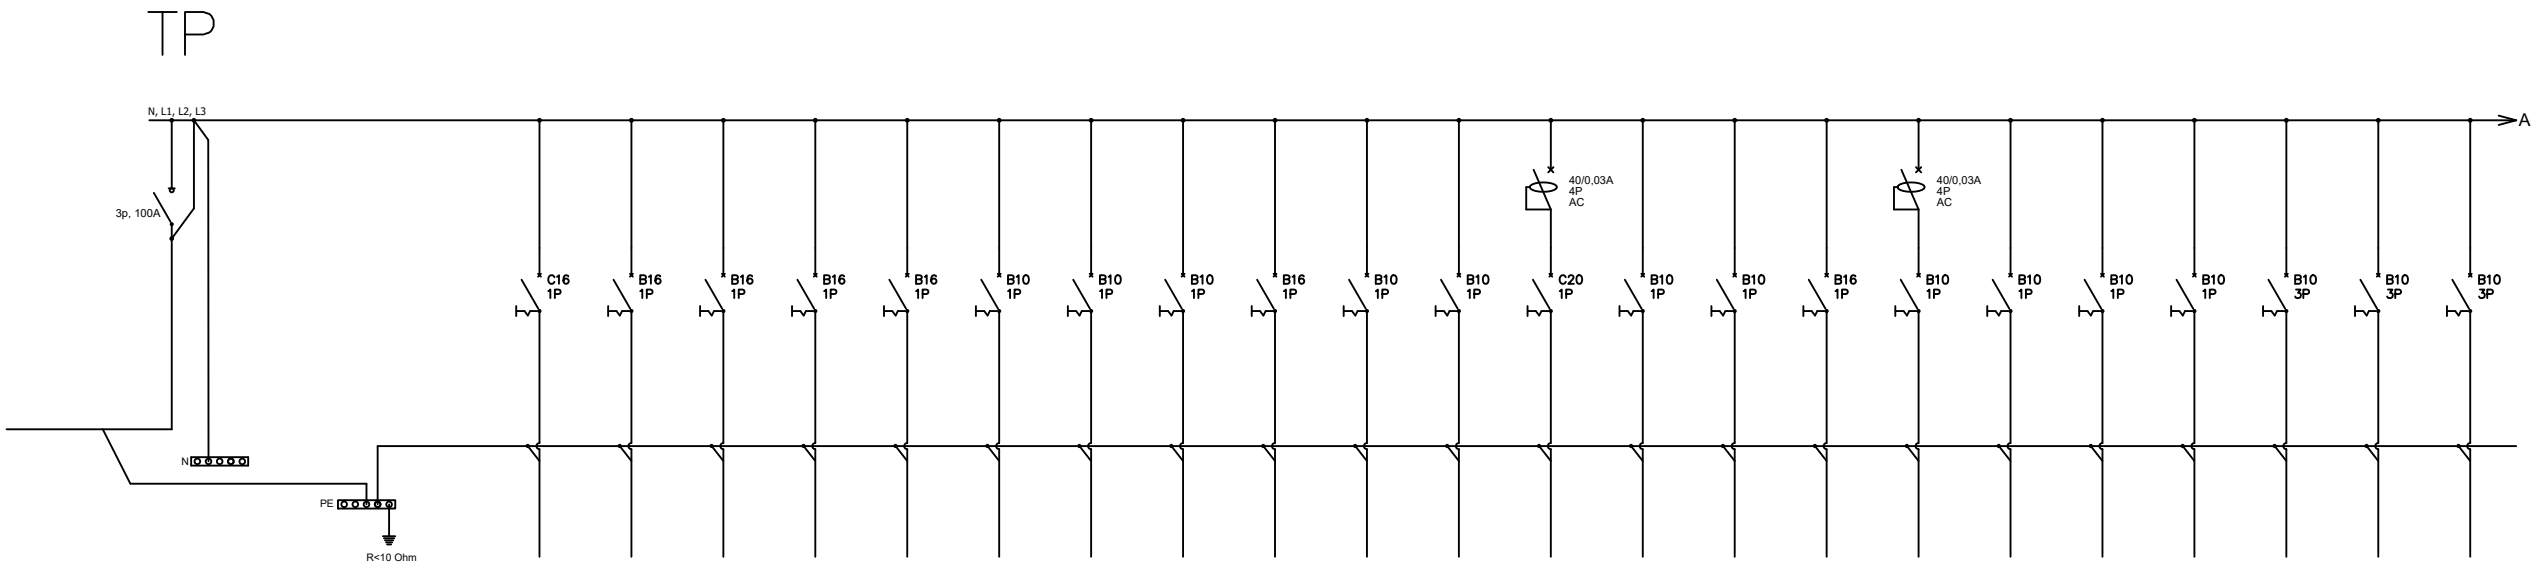 TP
N, L1, L2, L3
A
40/0,03A
4P
AC
40/0,03A
4P
AC
3p, 100A
C16
1P
B16
1P
B16
1P
B16
1P
B16
1P
B10
1P
B10
1P
B10
1P
B16
1P
B10
1P
B10
1P
C20
1P
B10
1P
B10
1P
B16
1P
B10
1P
B10
1P
B10
1P
B10
1P
B10
3P
B10
3P
B10
3P
N
PE
R<10 Ohm